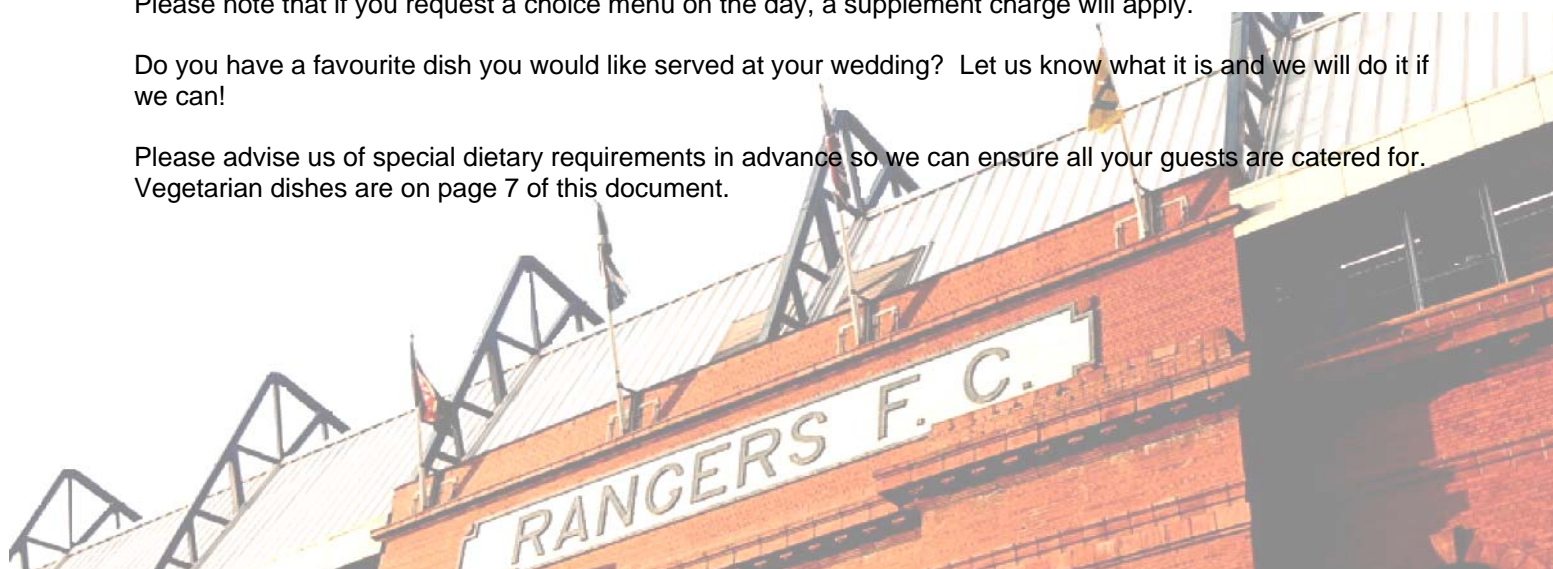 Please note that if you request a choice menu on the day, a supplement charge will apply.
Do you have a favourite dish you would like served at your wedding?  Let us know what it is and we will do it if
we can!
Please advise us of special dietary requirements in advance so we can ensure all your guests are catered for.
Vegetarian dishes are on page 7 of this document.
RANGERS F. C.